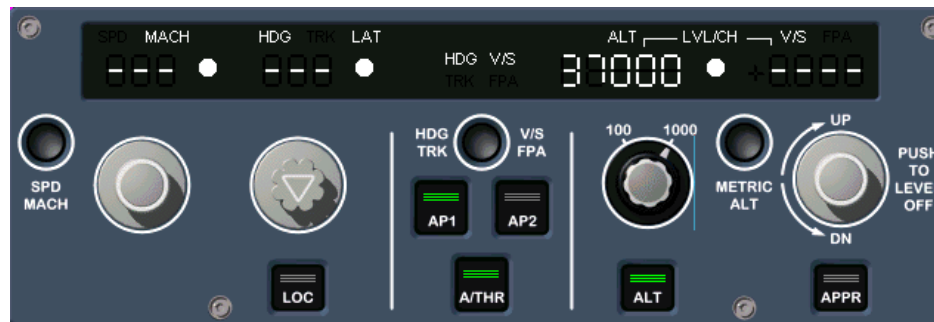 SPD MACH HDG TRK LAT ALT LVL/CH V/S FPA
--- --- HDG V/S 37000 ----
TRK FPA
HDG V/S 100 1000 UP
TRK FPA
SPD
MACH
METRIC
ALT
PUSH
TO
LEVEL
OFF
AP1 AP2
DN
LOC A/THR ALT APPR